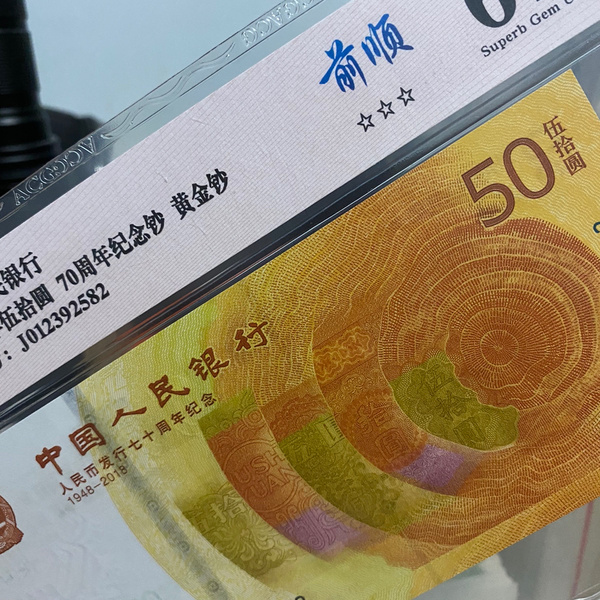 前顺
Superb Gem
☆☆☆
银行
伍拾圆 70周年纪念钞 黄金钞
: J012392582
50
伍拾圆
中国人民银行
人民币发行七十周年纪念
1948-2018